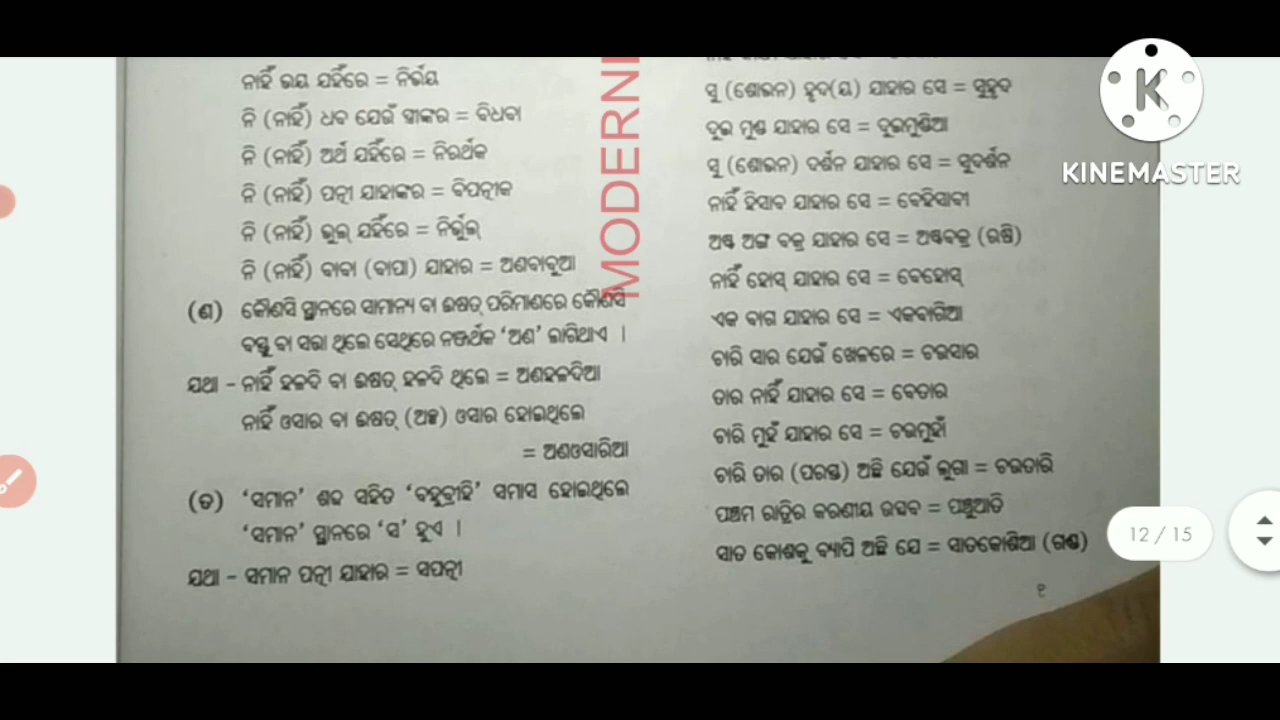 ନାହିଁ ଭୟ ଯହିଁରେ = ନିର୍ଭୟ
ନି (ନାହିଁ) ଧବ ଯେଉଁ ସ୍ତ୍ରୀଙ୍କର = ବିଧବା
ନି (ନାହିଁ) ଅର୍ଥ ଯହିଁରେ = ନିରର୍ଥକ
ନି (ନାହିଁ) ପତ୍ନୀ ଯାହାଙ୍କର = ବିପତ୍ନୀକ
ନି (ନାହିଁ) ଭୁଲ୍ ଯହିଁରେ = ନିର୍ଭୁଲ୍
ନି (ନାହିଁ) ବାବା (ବାପା) ଯାହାର = ଅଣବାବୁଆ
(ଣ) କୌଣସି ସ୍ଥାନରେ ସାମାନ୍ୟ ବା ଈଷତ୍ ପରିମାଣରେ କୌଣସି
ବସ୍ତୁ ବା ସତ୍ତା ଥିଲେ ସେଥିରେ ନଞର୍ଥକ ‘ଅଣ’ ଲାଗିଥାଏ ।
ଯଥା – ନାହିଁ ହଳଦି ବା ଈଷତ୍ ହଳଦି ଥିଲେ = ଅଣହଳଦିଆ
ନାହିଁ ଓସାର ବା ଈଷତ୍ (ଅଳ୍ପ) ଓସାର ହୋଇଥିଲେ
= ଅଣଓସାରିଆ
(ତ) ‘ସମାନ’ ଶବ୍ଦ ସହିତ ‘ବହୁବ୍ରୀହି’ ସମାସ ହୋଇଥିଲେ
‘ସମାନ’ ସ୍ଥାନରେ ‘ସ’ ହୁଏ ।
ଯଥା – ସମାନ ପତ୍ନୀ ଯାହାର = ସପତ୍ନୀ
MODERNI
ସୁ (ଶୋଭନ) ହୃଦ(ୟ) ଯାହାର ସେ = ସୁହୃଦ
ଦୁଇ ମୁଣ୍ଡ ଯାହାର ସେ = ଦୁଇମୁଣ୍ଡିଆ
ସୁ (ଶୋଭନ) ଦର୍ଶନ ଯାହାର ସେ = ସୁଦର୍ଶନ
ନାହିଁ ହିସାବ ଯାହାର ସେ = ବେହିସାବୀ
ଅଷ୍ଟ ଅଙ୍ଗ ବକ୍ର ଯାହାର ସେ = ଅଷ୍ଟବକ୍ର (ଋଷି)
ନାହିଁ ହୋସ୍ ଯାହାର ସେ = ବେହୋସ୍
ଏକ ବାଗ ଯାହାର ସେ = ଏକବାଗିଆ
ଚାରି ସାର ଯେଉଁ ଖେଳରେ = ଚଉସାର
ତାର ନାହିଁ ଯାହାର ସେ = ବେତାର
ଚାରି ମୁହଁ ଯାହାର ସେ = ଚଉମୁହାଁ
ଚାରି ତାର (ପରସ୍ତ) ଅଛି ଯେଉଁ ଲୁଗା = ଚଉତାରି
ପଞ୍ଚମ ରାତ୍ରିର କରଣୀୟ ଉତ୍ସବ = ପଞ୍ଚୁଆତି
ସାତ କୋଶକୁ ବ୍ୟାପି ଅଛି ଯେ = ସାତକୋଶିଆ (ଗଣ୍ଡ)
KINEMASTER
12 / 15